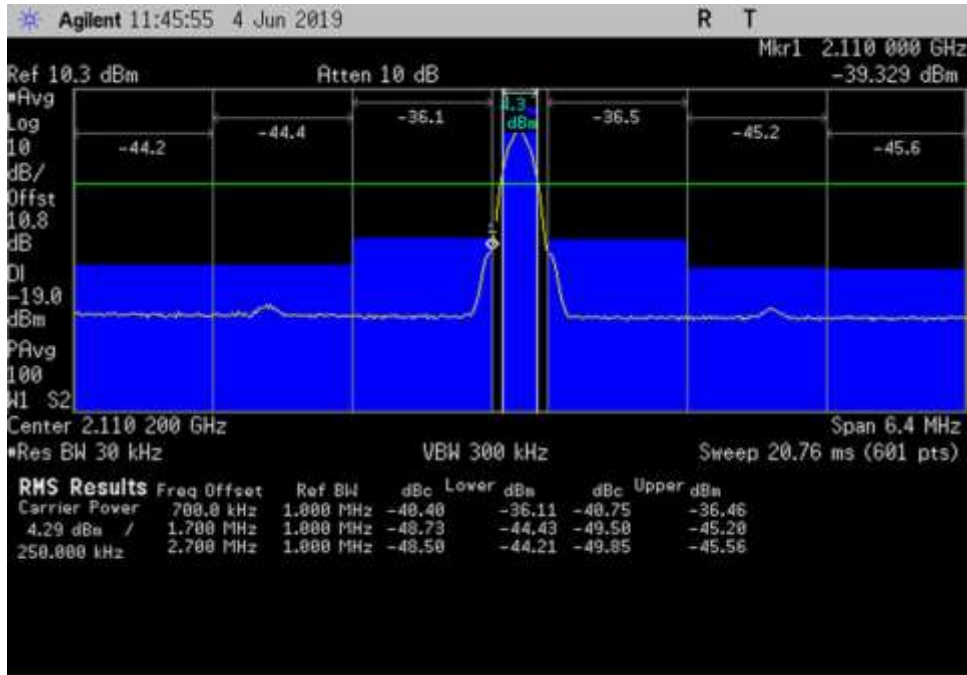 Agilent 11:45:55 4 Jun 2019 R T
Mkr1 2.110 000 GHz
Ref 10.3 dBm Atten 10 dB -39.329 dBm
*Avg
Log
10
dB/
Offst
10.8
dB
DI
-19.0
dBm
PAvg
100
W1 S2
-44.2 -44.4 -36.1 4.3 dBm -36.5 -45.2 -45.6
Center 2.110 200 GHz Span 6.4 MHz
*Res BW 30 kHz VBW 300 kHz Sweep 20.76 ms (601 pts)
RMS Results Freq Offset Ref BW dBc Lower dBm dBc Upper dBm
Carrier Power 700.0 kHz 1.000 MHz -40.40 -36.11 -40.75 -36.46
4.29 dBm / 1.700 MHz 1.000 MHz -48.73 -44.43 -49.50 -45.20
250.000 kHz 2.700 MHz 1.000 MHz -48.50 -44.21 -49.85 -45.56